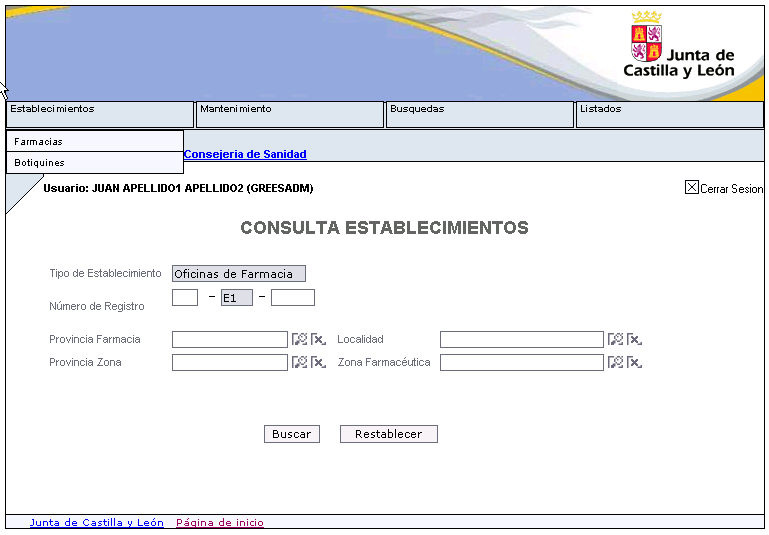 Junta de
Castilla y León
Establecimientos Mantenimiento Busquedas Listados
Farmacias
Botiquines
Consejeria de Sanidad
Usuario: JUAN APELLIDO1 APELLIDO2 (GREESADM)
Cerrar Sesion
CONSULTA ESTABLECIMIENTOS
Tipo de Establecimiento Oficinas de Farmacia
Número de Registro - E1 -
Provincia Farmacia Localidad
Provincia Zona Zona Farmacéutica
Buscar Restablecer
Junta de Castilla y León Página de inicio